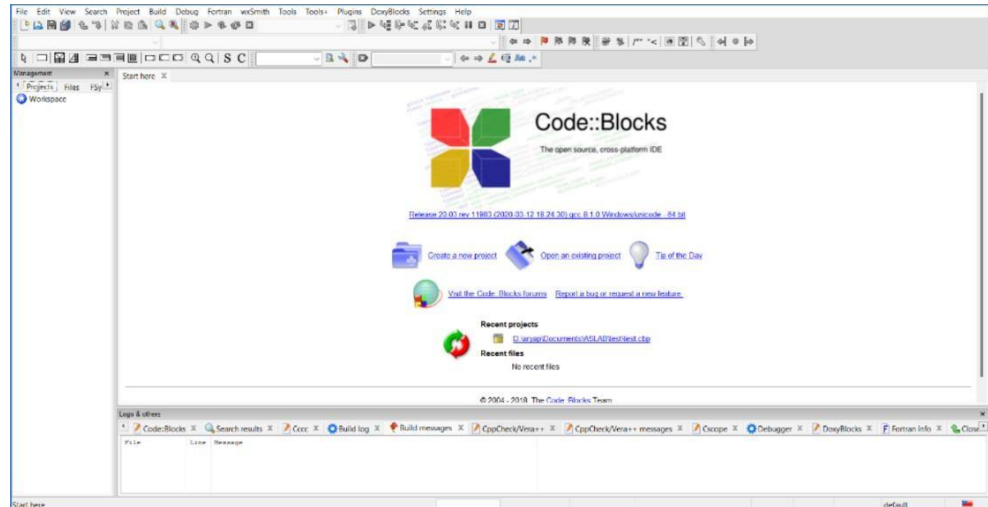 File Edit View Search Project Build Debug Fortran wxSmith Tools Tools+ Plugins DoxyBlocks Settings Help
S C
Management x
Start here X
Projects Files FSy
Workspace
Code::Blocks
The open source, cross-platform IDE
Release 20.03 rev 11983 (2020-03-12 18:24:30) gcc 8.1.0 Windows/unicode - 64 bit
Create a new project Open an existing project Tip of the Day
Visit the Code::Blocks forums Report a bug or request a new feature
Recent projects
Recent files
No recent files
© 2004 - 2018 The Code::Blocks Team
Logs & others x
Code::Blocks X Search results X Cccc X Build log X Build messages X CppCheck/Vera++ X CppCheck/Vera++ messages X Cscope X Debugger X DoxyBlocks X Fortran info X Close
File Line Message
Start here default